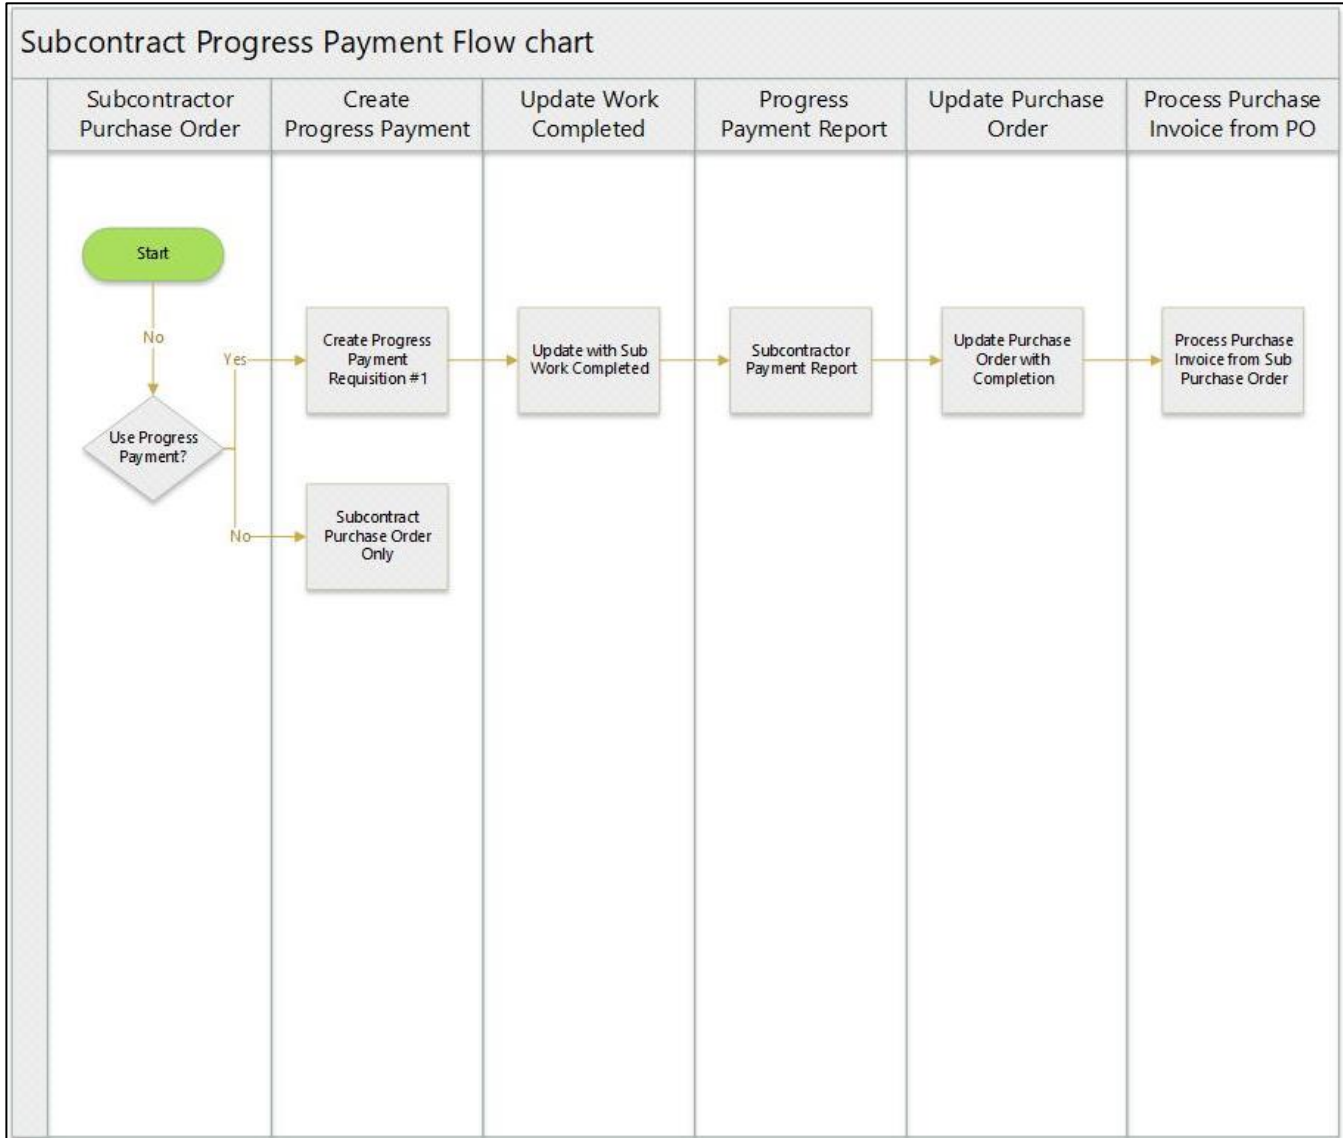 Subcontract Progress Payment Flow chart
Subcontractor
Purchase Order
Create
Progress Payment
Update Work
Completed
Progress
Payment Report
Update Purchase
Order
Process Purchase
Invoice from PO
Start
No
Use Progress
Payment?
Yes
No
Create Progress
Payment
Requisition #1
Subcontract
Purchase Order
Only
Update with Sub
Work Completed
Subcontractor
Payment Report
Update Purchase
Order with
Completion
Process Purchase
Invoice from Sub
Purchase Order